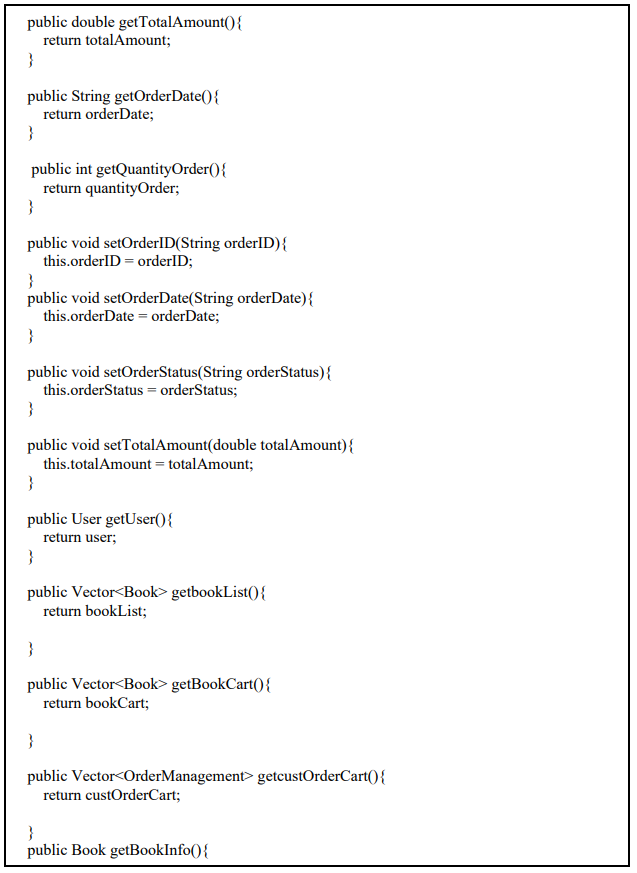 public double getTotalAmount(){
return totalAmount;
}
public String getOrderDate(){
return orderDate;
}
public int getQuantityOrder(){
return quantityOrder;
}
public void setOrderID(String orderID){
this.orderID = orderID;
}
public void setOrderDate(String orderDate){
this.orderDate = orderDate;
}
public void setOrderStatus(String orderStatus){
this.orderStatus = orderStatus;
}
public void setTotalAmount(double totalAmount){
this.totalAmount = totalAmount;
}
public User getUser(){
return user;
}
public Vector<Book> getbookList(){
return bookList;
}
public Vector<Book> getBookCart(){
return bookCart;
}
public Vector<OrderManagement> getcustOrderCart(){
return custOrderCart;
}
public Book getBookInfo(){